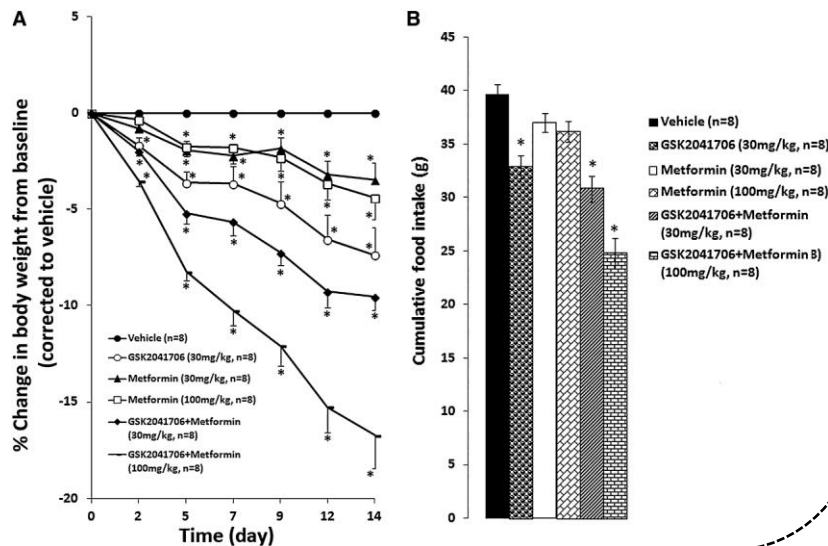 A
% Change in body weight from baseline
(corrected to vehicle)
5
0
-5
-10
-15
-20
* * * * * *
* * * * * *
* * * * * *
* * * * *
* * * * *
Vehicle (n=8)
GSK2041706 (30mg/kg, n=8)
Metformin (30mg/kg, n=8)
Metformin (100mg/kg, n=8)
GSK2041706+Metformin
(30mg/kg, n=8)
GSK2041706+Metformin
(100mg/kg, n=8)
0 2 5 7 9 12 14
Time (day)
B
Cumulative food intake (g)
45
40
35
30
25
20
15
10
5
0
*
*
*
Vehicle (n=8)
GSK2041706 (30mg/kg, n=8)
Metformin (30mg/kg, n=8)
Metformin (100mg/kg, n=8)
GSK2041706+Metformin
(30mg/kg, n=8)
GSK2041706+Metformin B)
(100mg/kg, n=8)